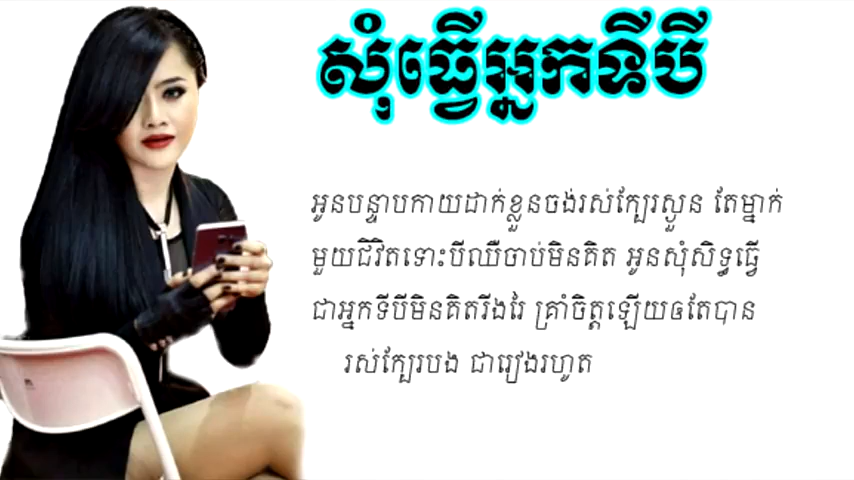 សុំធ្វើអ្នកទីបី
អូនបន្ទាបកាយដាក់ខ្លួនចង់រស់ក្បែរស្ងួន តែម្នាក់
មួយជិវិតទោះបីឈឺចាប់មិនគិត អូនសុំសិទ្ធធ្វើ
ជាអ្នកទីបីមិនគិតរីងរៃ គ្រាំចិត្តឡើយឲតែបាន
រស់ក្បែរបង ជារៀងរហូត